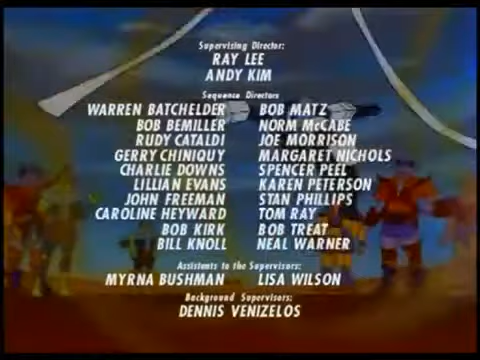 Supervising Director:
RAY LEE
ANDY KIM
Sequence Directors
WARREN BATCHELDER BOB MATZ
BOB BEMILLER NORM McCABE
RUDY CATALDI JOE MORRISON
GERRY CHINIQUY MARGARET NICHOLS
CHARLIE DOWNS SPENCER PEEL
LILLIAN EVANS KAREN PETERSON
JOHN FREEMAN STAN PHILLIPS
CAROLINE HEYWARD TOM RAY
BOB KIRK BOB TREAT
BILL KNOLL NEAL WARNER
Assistents to the Supervisors:
MYRNA BUSHMAN LISA WILSON
Background Supervisors:
DENNIS VENIZELOS